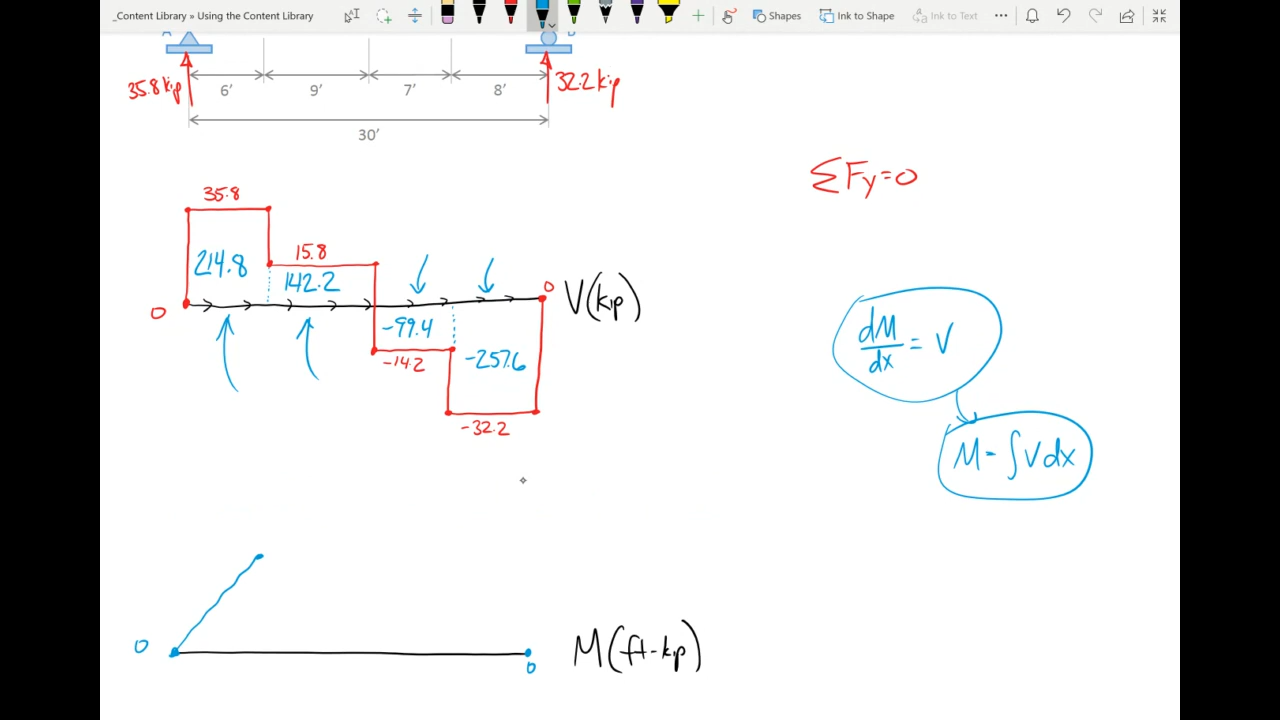 _Content Library » Using the Content Library
Shapes
Ink to Shape
Ink to Text
35.8 kip
32.2 kip
6' 9' 7' 8'
30'
ΣFy=0
35.8
15.8
214.8
142.2
0
0
V(kip)
-99.4
-14.2
-257.6
-32.2
dM/dx = V
M = ∫Vdx
0
0
M(ft-kip)